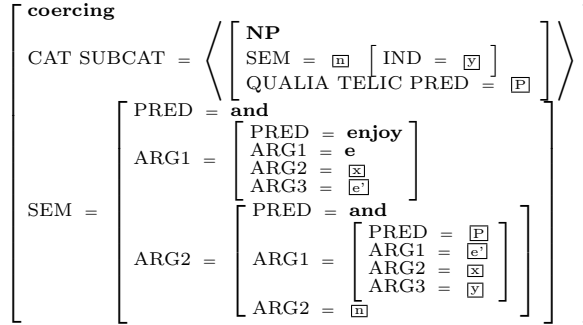 coercing
NP
CAT SUBCAT = ⟨ SEM = n [ IND = y ] ⟩
QUALIA TELIC PRED = P
PRED = and
PRED = enjoy
ARG1 = ARG1 = e
ARG2 = x
ARG3 = e'
SEM = PRED = and
PRED = P
ARG1 = e'
ARG2 = ARG1 = ARG2 = x
ARG3 = y
ARG2 = n